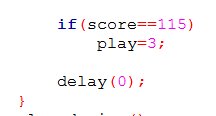 if(score==115)
play=3;
delay(0);
}